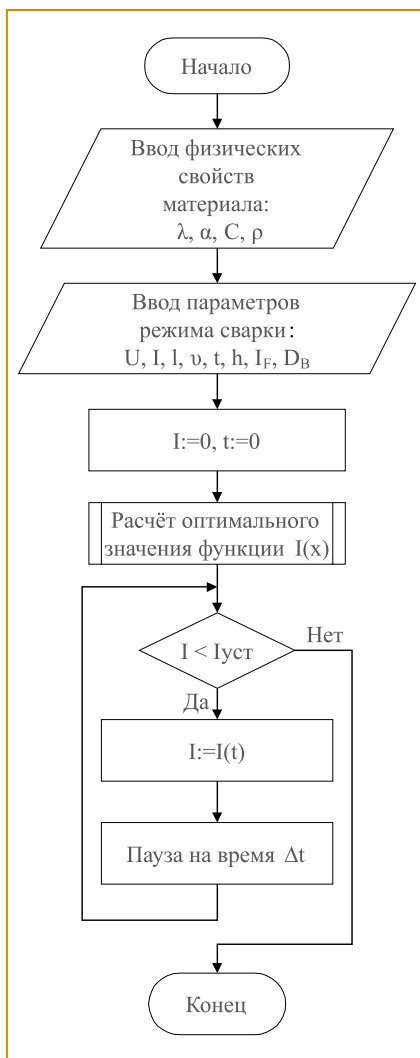 Начало
Ввод физических
свойств
материала:
λ, α, C, ρ
Ввод параметров
режима сварки:
U, I, l, υ, t, h, I_F, D_B
I:=0, t:=0
Расчёт оптимального
значения функции I(x)
I < Iуст
Нет
Да
I:=I(t)
Пауза на время Δt
Конец